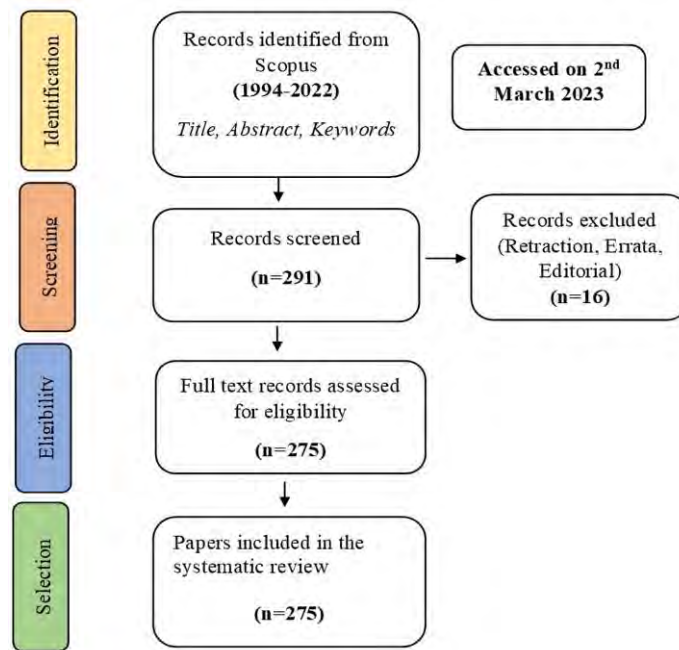 Identification
Records identified from
Scopus
(1994-2022)
Title, Abstract, Keywords
Accessed on 2nd
March 2023
Screening
Records screened
(n=291)
Records excluded
(Retraction, Errata,
Editorial)
(n=16)
Eligibility
Full text records assessed
for eligibility
(n=275)
Selection
Papers included in the
systematic review
(n=275)